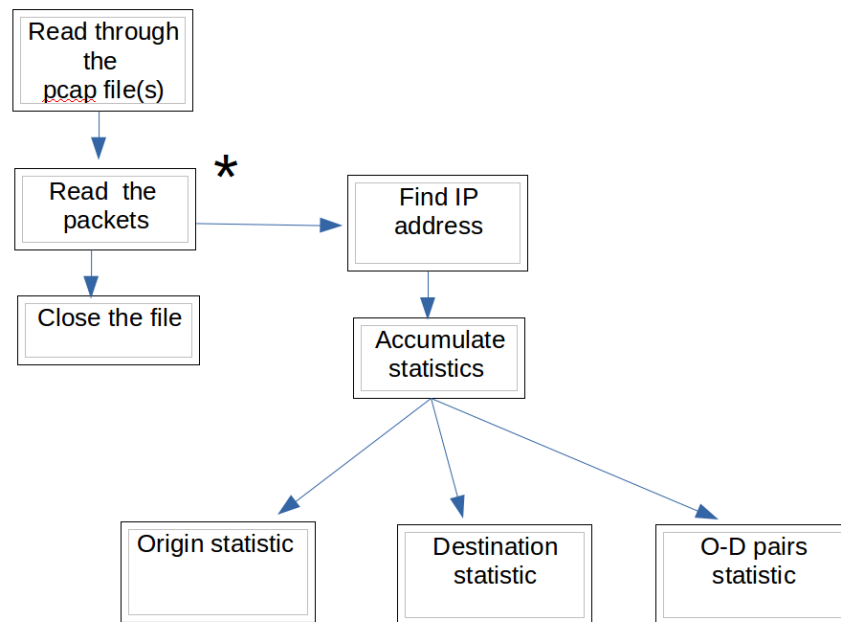 Read through
the
pcap file(s)
*
Read  the
packets
Find IP
address
Close the file
Accumulate
statistics
Origin statistic
Destination
statistic
O-D pairs
statistic